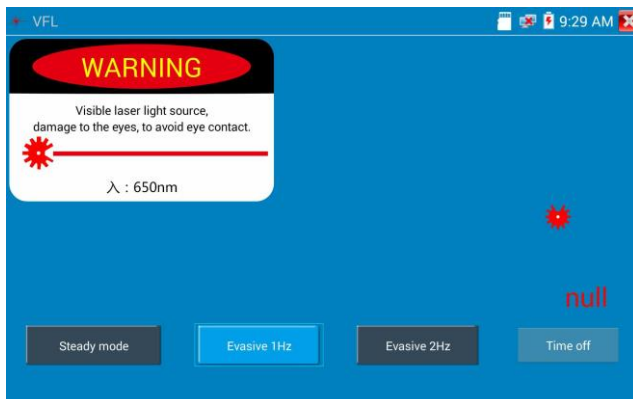 VFL
9:29 AM
WARNING
Visible laser light source,
damage to the eyes, to avoid eye contact.
入 : 650nm
null
Steady mode
Evasive 1Hz
Evasive 2Hz
Time off